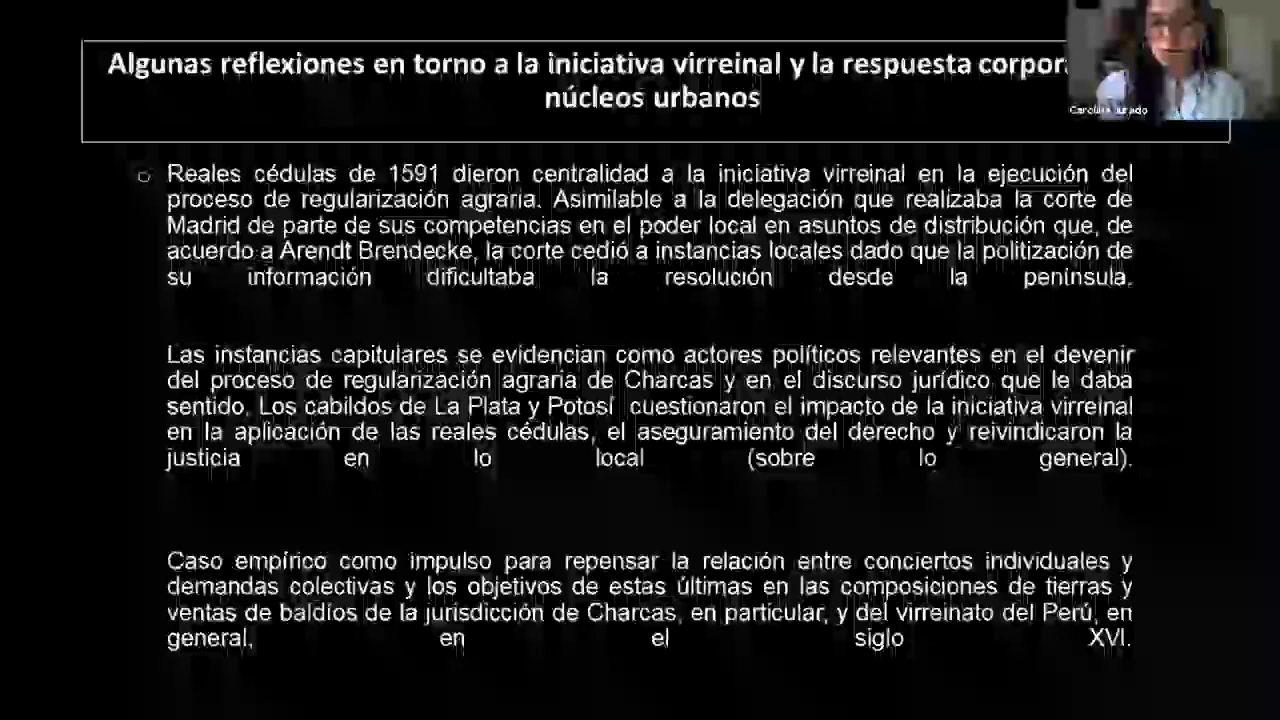 Algunas reflexiones en torno a la iniciativa virreinal y la respuesta
núcleos urbanos
Reales cédulas de 1591 dieron centralidad a la iniciativa virreinal en la ejecución del
proceso de regularización agraria. Asimilable a la delegación que realizaba la corte de
Madrid de parte de sus competencias en el poder local en asuntos de distribución que, de
acuerdo a Arendt Brendecke, la corte cedió a instancias locales dado que la politización de
su información dificultaba la resolución desde la península.
Las instancias capitulares se evidencian como actores políticos relevantes en el devenir
del proceso de regularización agraria de Charcas y en el discurso jurídico que le daba
sentido. Los cabildos de La Plata y Potosí cuestionaron el impacto de la iniciativa virreinal
en la aplicación de las reales cédulas, el aseguramiento del derecho y reivindicaron la
justicia en lo local (sobre lo general).
Caso empírico como impulso para repensar la relación entre conciertos individuales y
demandas colectivas y los objetivos de estas últimas en las composiciones de tierras y
ventas de baldíos de la jurisdicción de Charcas, en particular, y del virreinato del Perú, en
general, en el siglo XVI.